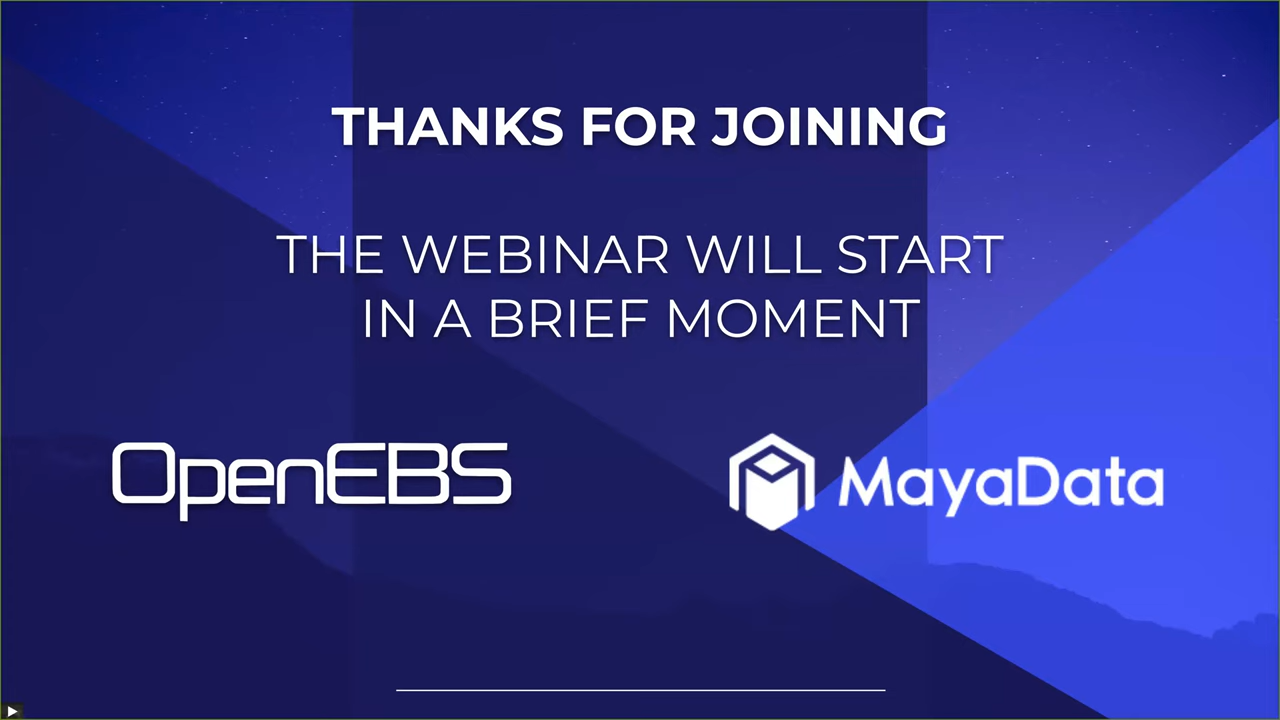 THANKS FOR JOINING
THE WEBINAR WILL START
IN A BRIEF MOMENT
OpenEBS
MayaData